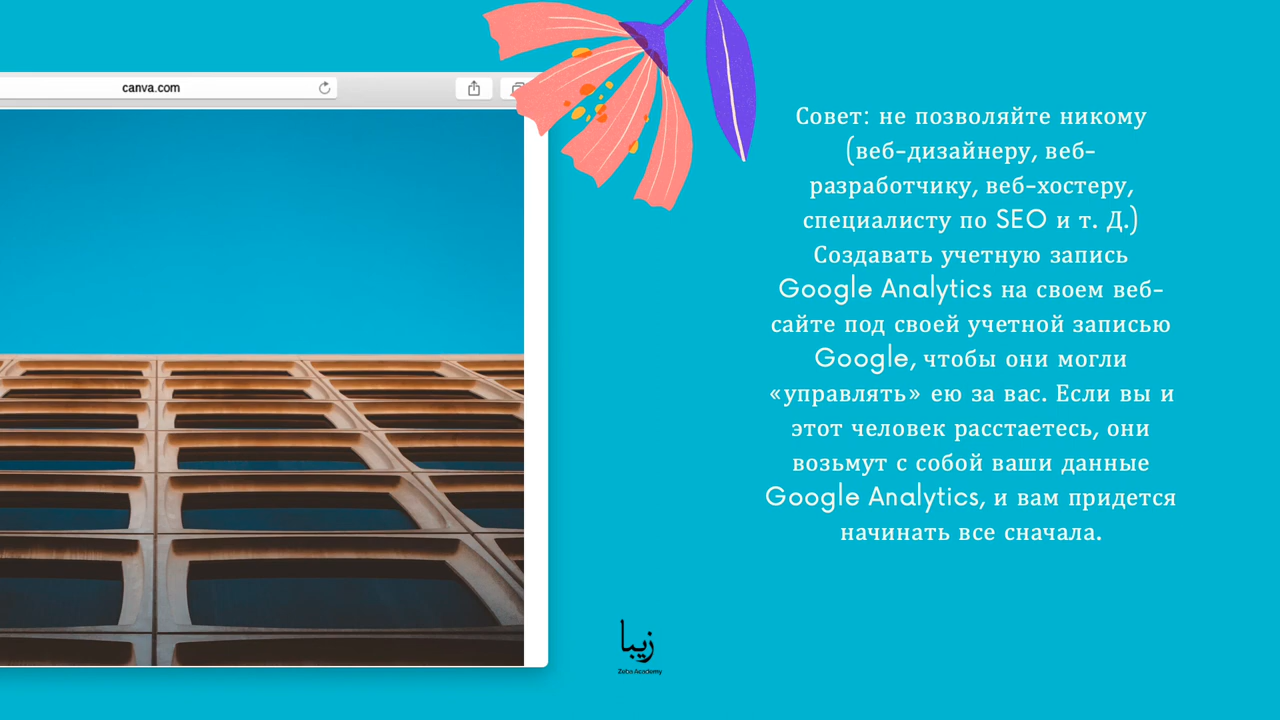 canva.com
Совет: не позволяйте никому
(веб-дизайнеру, веб-
разработчику, веб-хостеру,
специалисту по SEO и т. Д.)
Создавать учетную запись
Google Analytics на своем веб-
сайте под своей учетной записью
Google, чтобы они могли
«управлять» ею за вас. Если вы и
этот человек расстаетесь, они
возьмут с собой ваши данные
Google Analytics, и вам придется
начинать все сначала.
زيبا
Zeba Academy